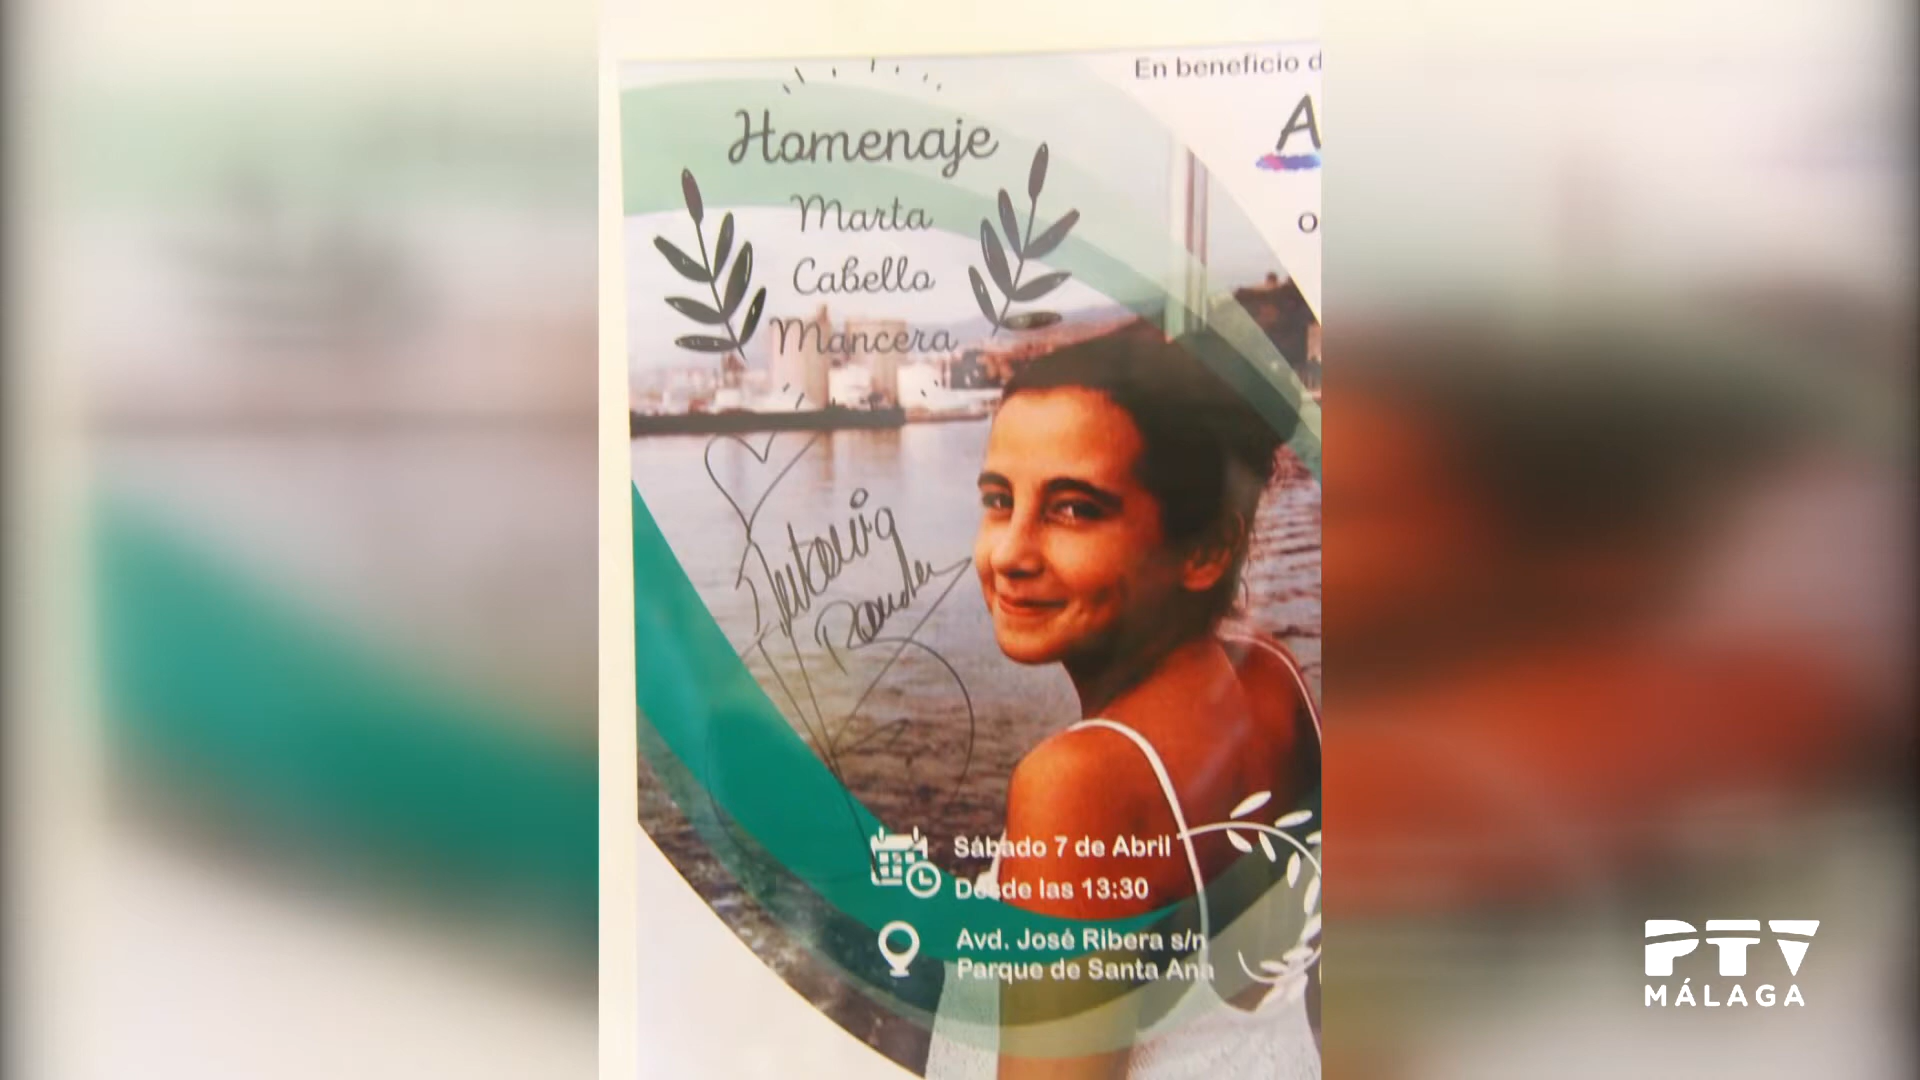 En beneficio d
A
Homenaje
Marta
Cabello
Mancera
o
Antonio
Sábado 7 de Abril
Desde las 13:30
Avd. José Ribera s/n
Parque de Santa Ana
PTV
MÁLAGA